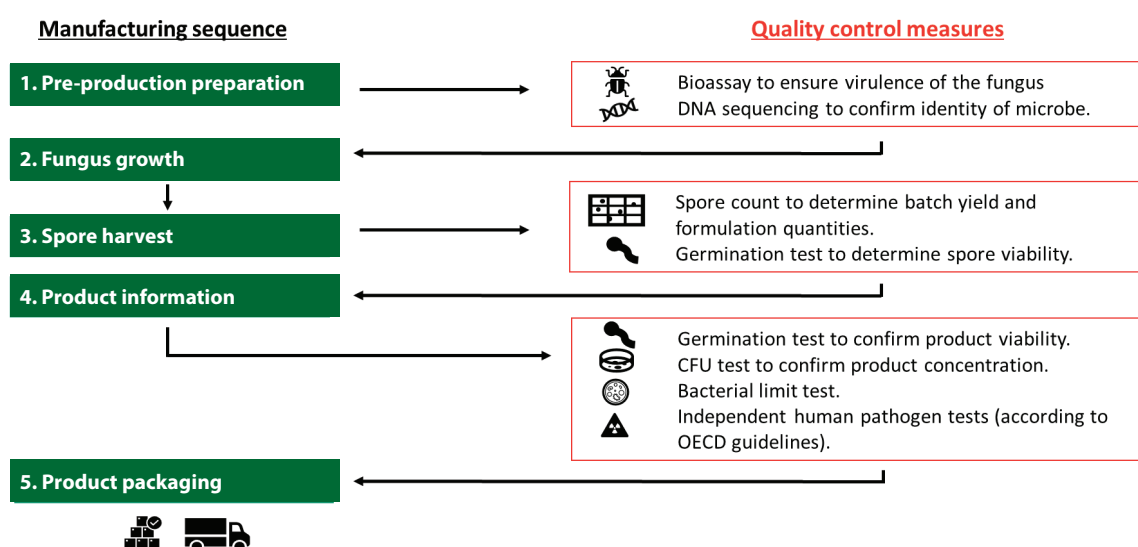 Manufacturing sequence
Quality control measures
1. Pre-production preparation
Bioassay to ensure virulence of the fungus
DNA sequencing to confirm identity of microbe.
2. Fungus growth
3. Spore harvest
Spore count to determine batch yield and
formulation quantities.
Germination test to determine spore viability.
4. Product information
Germination test to confirm product viability.
CFU test to confirm product concentration.
Bacterial limit test.
Independent human pathogen tests (according to
OECD guidelines).
5. Product packaging